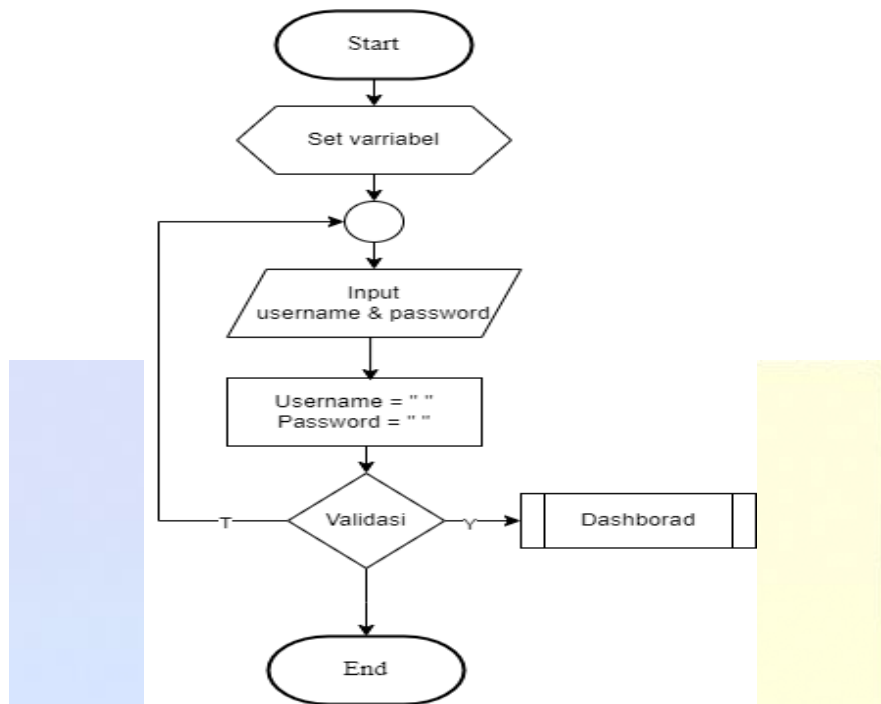 Start
Set varriabel
Input
username & password
Username = " "
Password = " "
Validasi
T
Y
Dashborad
End